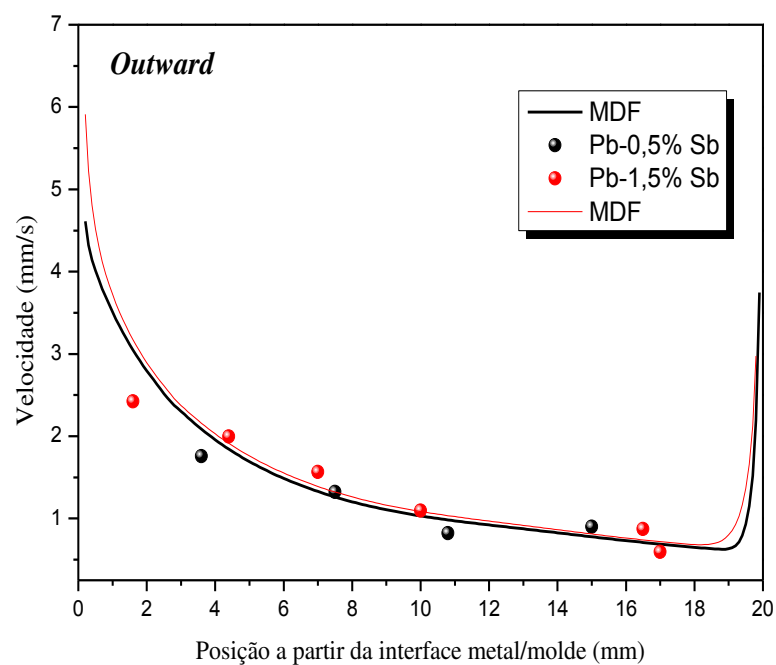 7
6
5
4
3
2
1
Outward
MDF
Pb-0,5% Sb
Pb-1,5% Sb
MDF
Velocidade (mm/s)
0 2 4 6 8 10 12 14 16 18 20
Posição a partir da interface metal/molde (mm)